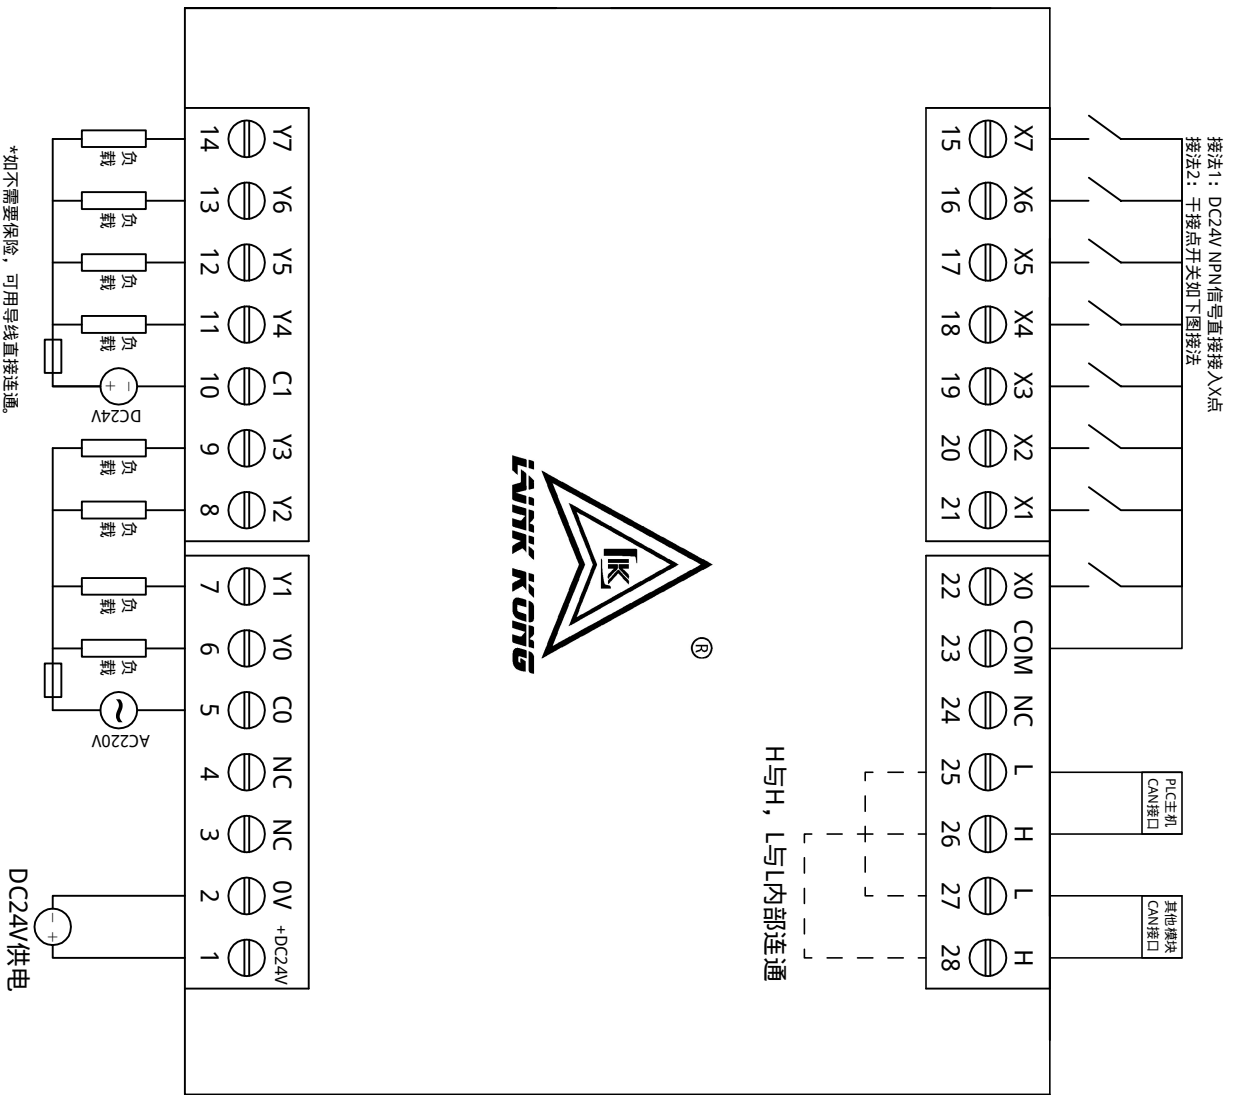 接法1：DC24V NPN信号直接接入X点
接法2：干接点开关如下图接法
PLC主机
CAN接口
其他模块
CAN接口
X7
X6
X5
X4
X3
X2
X1
X0
COM
NC
L
H
L
H
15
16
17
18
19
20
21
22
23
24
25
26
27
28
H与H，L与L内部连通
®
LK
LAINK KONG
Y7
Y6
Y5
Y4
C1
Y3
Y2
Y1
Y0
C0
NC
NC
0V
+DC24V
14
13
12
11
10
9
8
7
6
5
4
3
2
1
负载
负载
负载
负载
− +
DC24V
负载
负载
负载
负载
~
AC220V
− +
DC24V供电
*如不需要保险，可用导线直接连通。